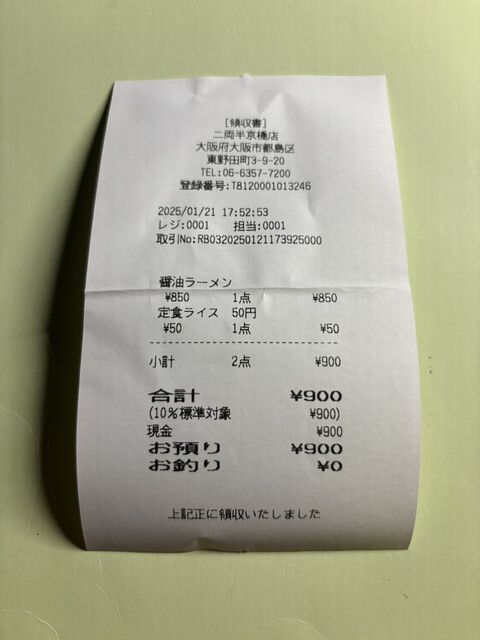 [領収書]
二両半京橋店
大阪府大阪市都島区
東野田町3-9-20
TEL:06-6357-7200
登録番号:T8120001013246
2025/01/21 17:52:53
レジ:0001 担当:0001
取引No:RB0320250121173925000
醤油ラーメン
¥850 1点 ¥850
定食ライス 50円
¥50 1点 ¥50
小計 2点 ¥900
合計 ¥900
(10%標準対象 ¥900)
現金 ¥900
お預り ¥900
お釣り ¥0
上記正に領収いたしました